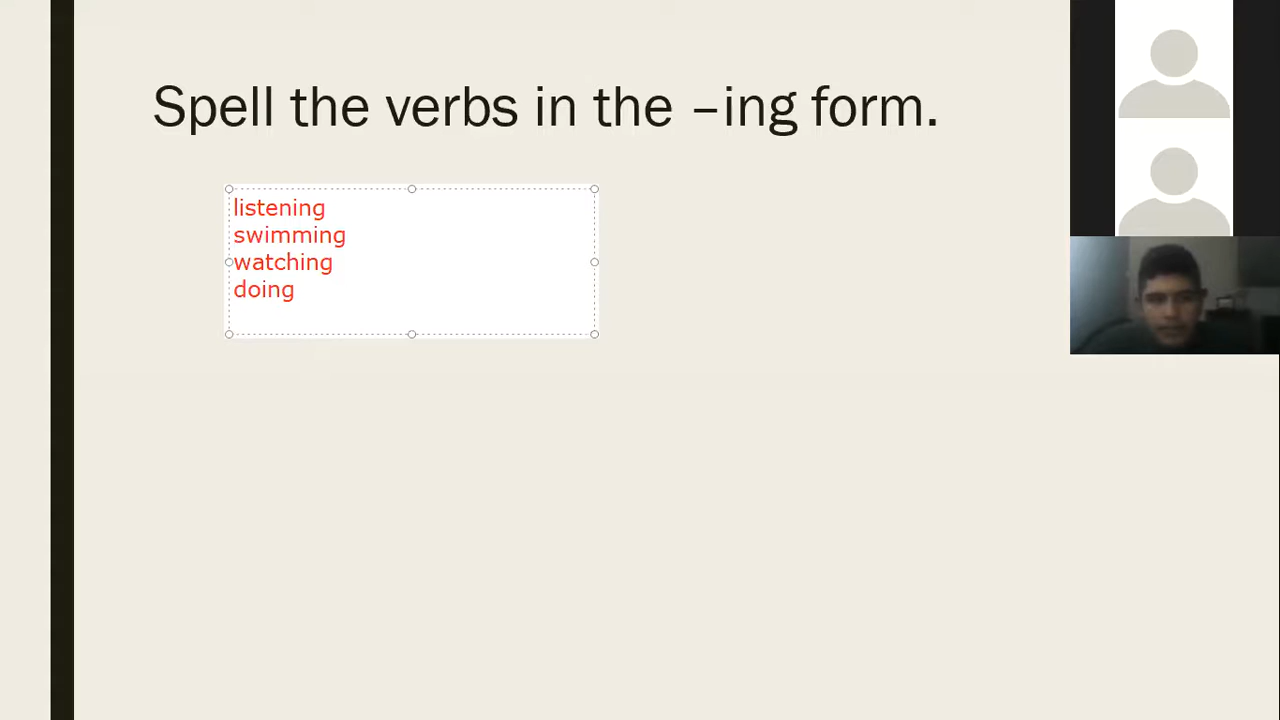 Spell the verbs in the –ing form.
listening
swimming
watching
doing